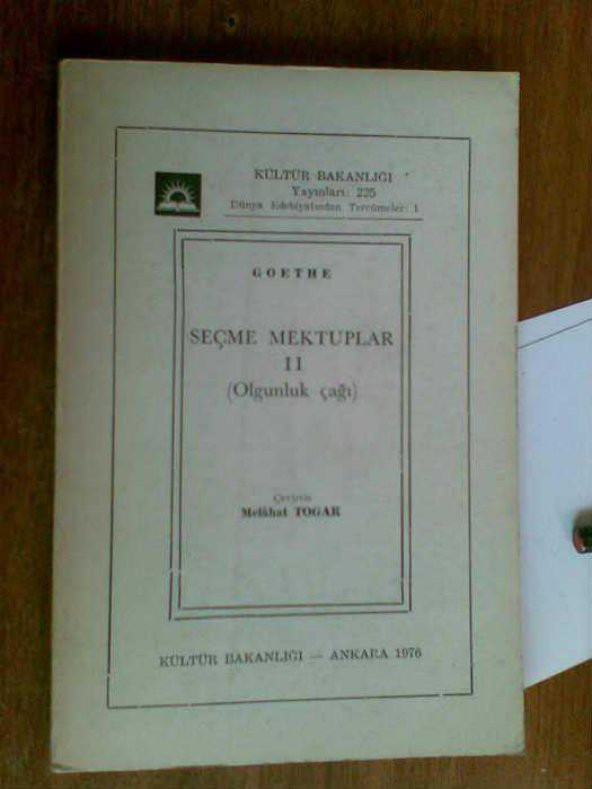 KÜLTÜR BAKANLIĞI
Yayınları: 225
Dünya Edebiyatından Tercümeler: 1
GOETHE
SEÇME MEKTUPLAR
II
(Olgunluk çağı)
Çeviren
Melâhat TOGAR
KÜLTÜR BAKANLIĞI — ANKARA 1976